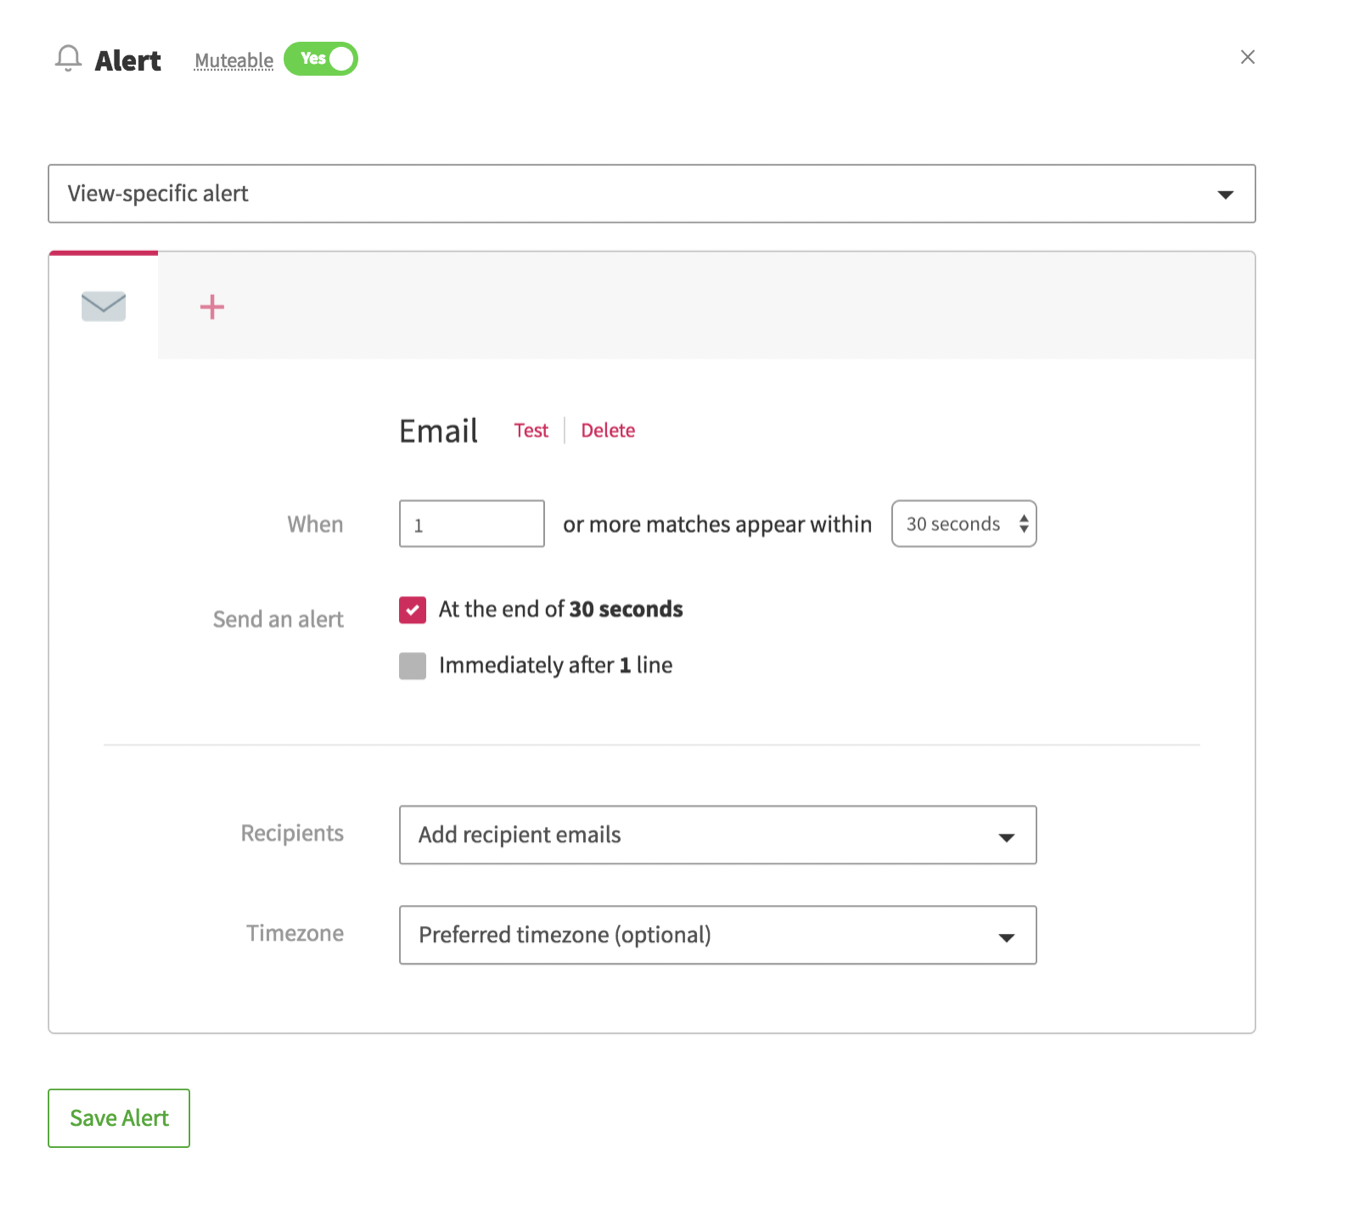 Alert Muteable Yes
View-specific alert
Email Test Delete
When 1 or more matches appear within 30 seconds
Send an alert At the end of 30 seconds
Immediately after 1 line
Recipients Add recipient emails
Timezone Preferred timezone (optional)
Save Alert